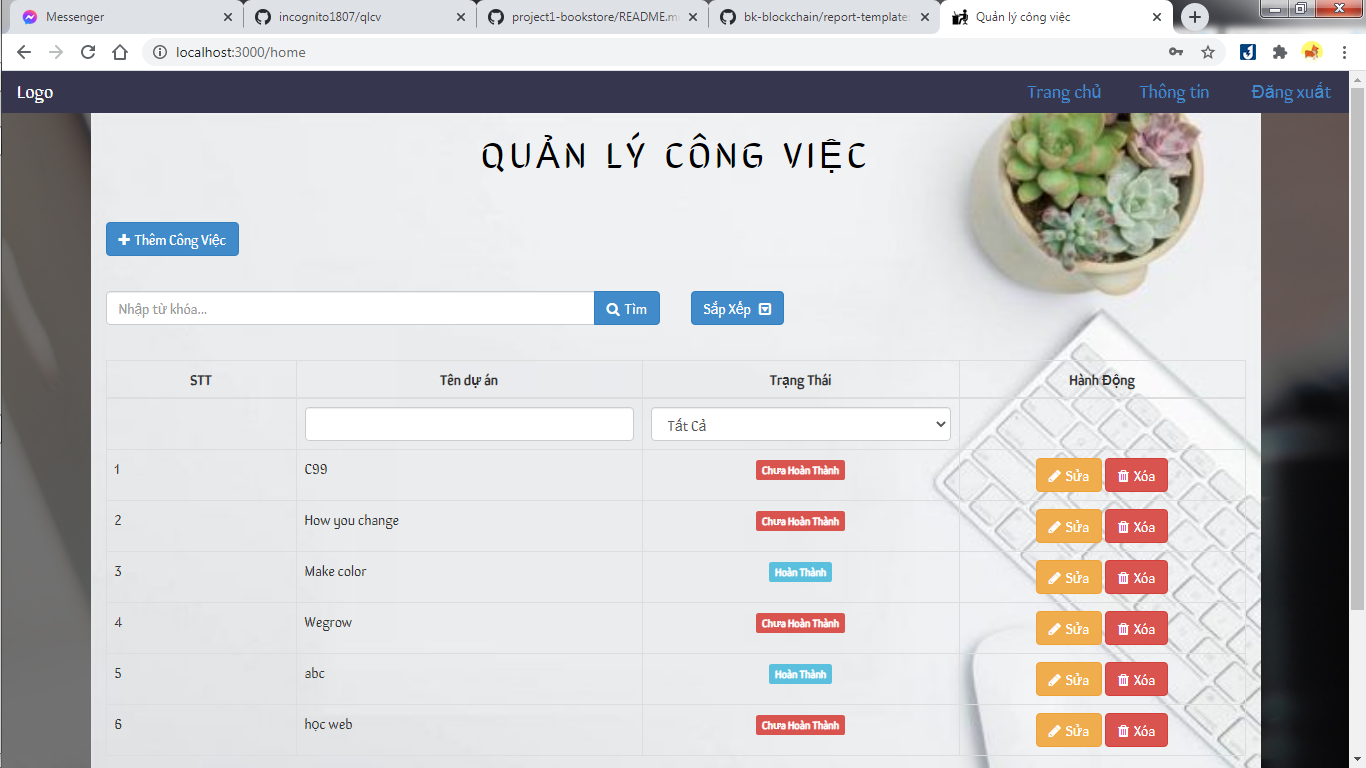 Messenger
incognito1807/qlcv
project1-bookstore/README.m
bk-blockchain/report-template
Quản lý công việc
localhost:3000/home
Logo
Trang chủ
Thông tin
Đăng xuất
QUẢN LÝ CÔNG VIỆC
Thêm Công Việc
Nhập từ khóa...
Tìm
Sắp Xếp
STT Tên dự án Trạng Thái Hành Động
Tất Cả
1 C99 Chưa Hoàn Thành Sửa Xóa
2 How you change Chưa Hoàn Thành Sửa Xóa
3 Make color Hoàn Thành Sửa Xóa
4 Wegrow Chưa Hoàn Thành Sửa Xóa
5 abc Hoàn Thành Sửa Xóa
6 học web Chưa Hoàn Thành Sửa Xóa